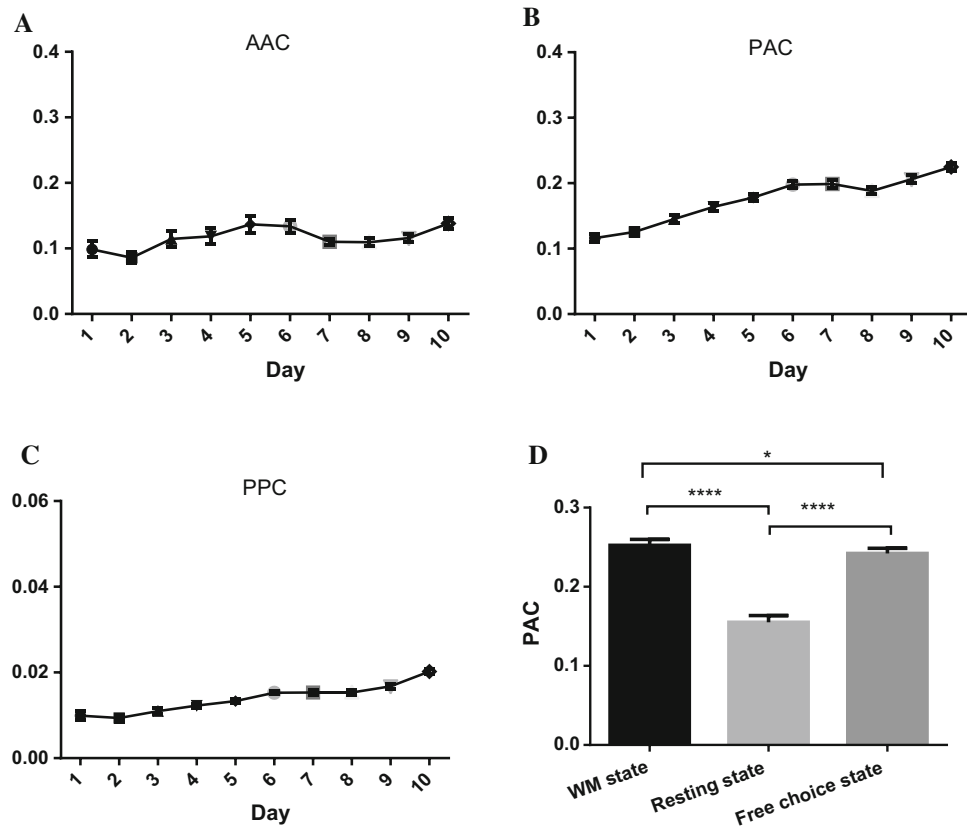 A
AAC
0.4
0.3
0.2
0.1
0.0
1 2 3 4 5 6 7 8 9 10
Day
B
PAC
0.4
0.3
0.2
0.1
0.0
1 2 3 4 5 6 7 8 9 10
Day
C
PPC
0.06
0.04
0.02
0.00
1 2 3 4 5 6 7 8 9 10
Day
D
*
**** ****
PAC
0.3
0.2
0.1
0.0
WM state Resting state Free choice state